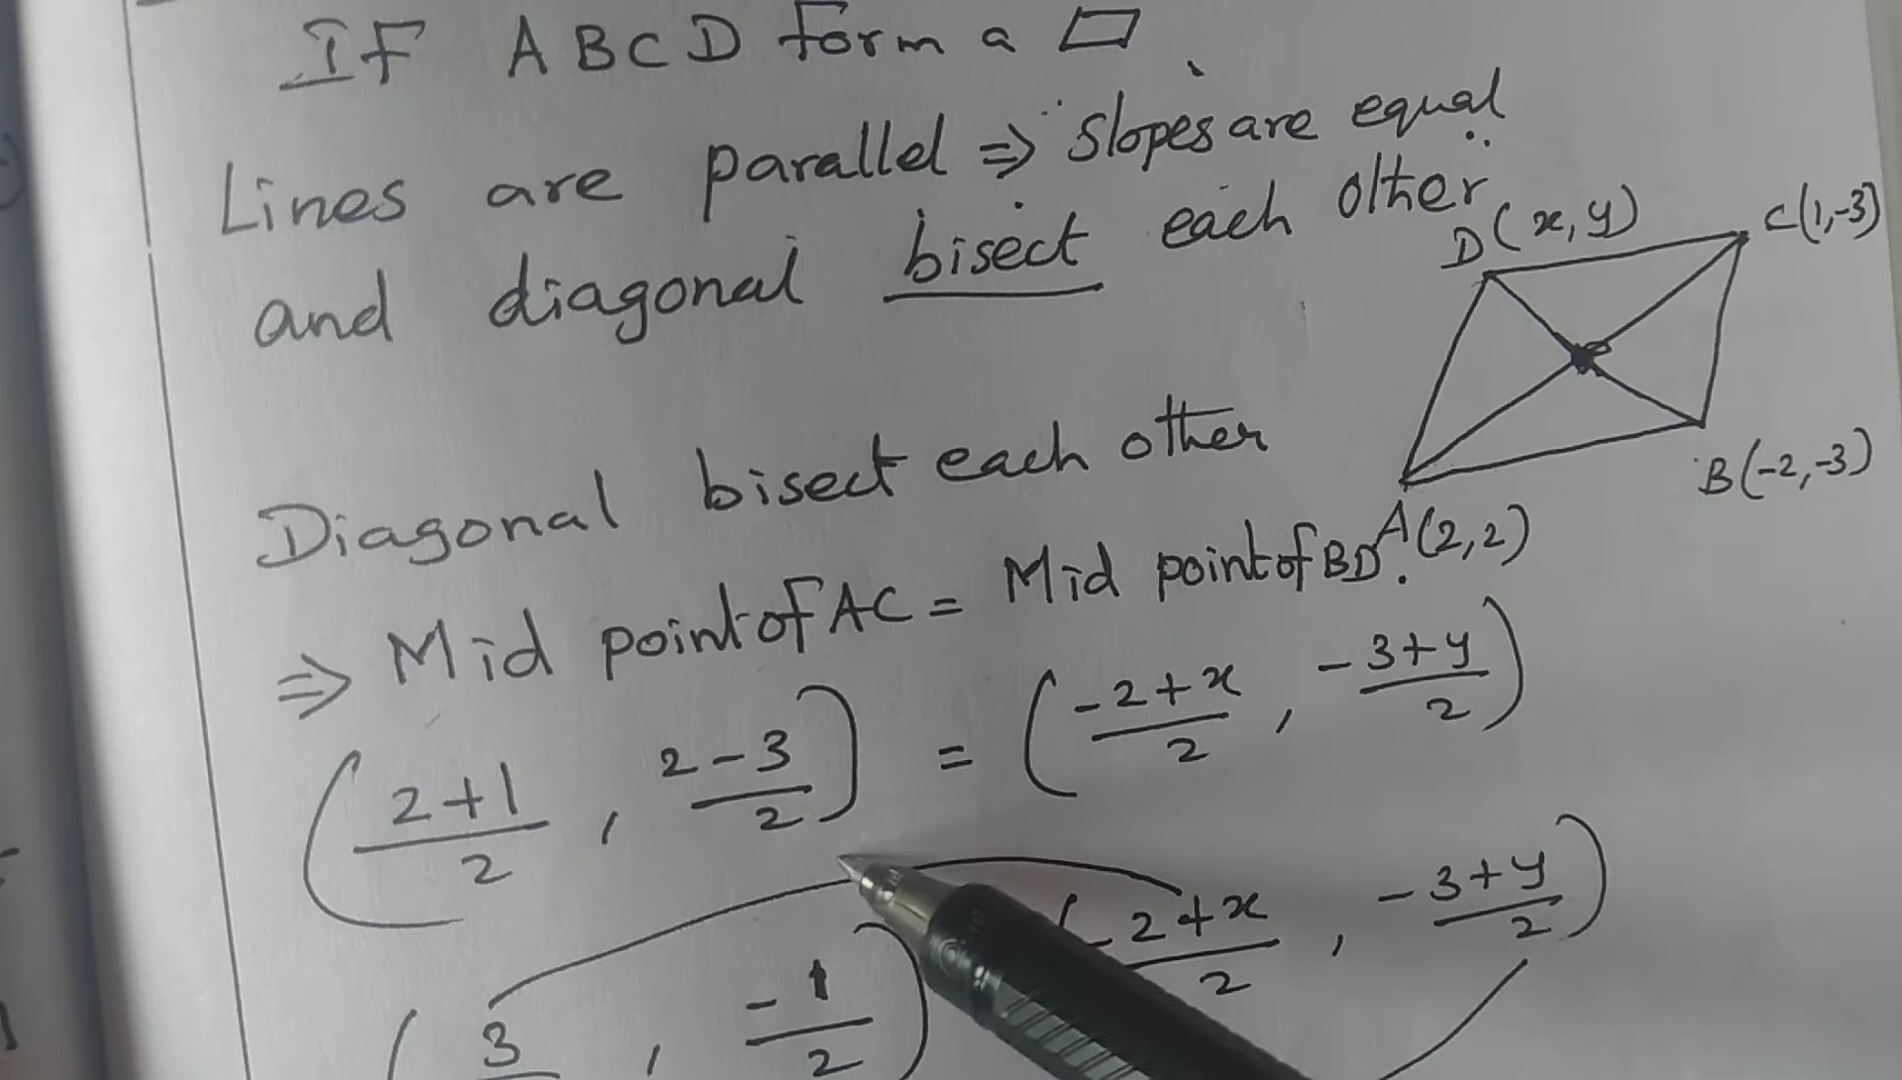 IF ABCD form a ▱
Lines are parallel ⇒ slopes are equal
and diagonal bisect each other
D(x, y)
C(1,-3)
B(-2,-3)
A(2,2)
Diagonal bisect each other
⇒ Mid point of AC = Mid point of BD.
((2+1)/2 , (2-3)/2) = ((-2+x)/2 , (-3+y)/2)
(3 , -1/2) (-2+x)/2 , (-3+y)/2)